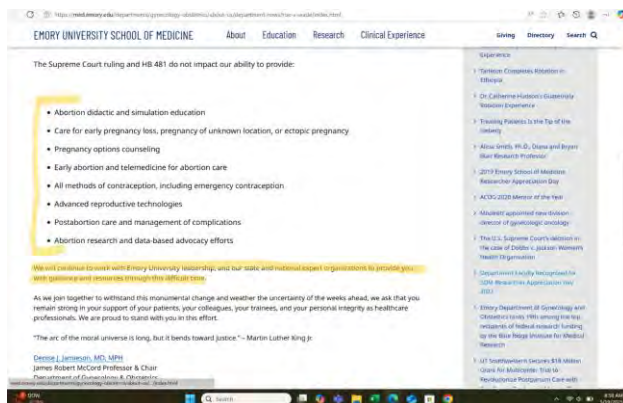 EMORY UNIVERSITY SCHOOL OF MEDICINE
About Education Research Clinical Experience
Giving Directory Search
The Supreme Court ruling and HB 481 do not impact our ability to provide:
• Abortion didactic and simulation education
• Care for early pregnancy loss, pregnancy of unknown location, or ectopic pregnancy
• Pregnancy options counseling
• Early abortion and telemedicine for abortion care
• All methods of contraception, including emergency contraception
• Advanced reproductive technologies
• Postabortion care and management of complications
• Abortion research and data-based advocacy efforts
We will continue to work with Emory University leadership, and our state and national expert organizations to provide you
with guidance and resources through this difficult time.
As we join together to withstand this monumental change and weather the uncertainty of the weeks ahead, we ask that you
remain strong in your support of your patients, your colleagues, your trainees, and your personal integrity as healthcare
professionals. We are proud to stand with you in this effort.
"The arc of the moral universe is long, but it bends toward justice." – Martin Luther King Jr.
Denise J. Jamieson, MD, MPH
James Robert McCord Professor & Chair
Department of Gynecology & Obstetrics
Experience
Rotation in
Ethiopia
Dr. Catherine Hudson's Guatemala
Rotation Experience
Treating Patients Is the Tip of the
Iceberg
Alicia Smith, Ph.D., Diana and Bryan
Blair Research Professor
2019 Emory School of Medicine
Researcher Appreciation Day
ACOG 2020 Mentor of the Year
appointed new division
director of gynecologic oncology
The U.S. Supreme Court's decision in
the case of Dobbs v. Jackson Women's
Health Organization
Department Faculty Recognized for
SOM Researcher Appreciation Day
Emory Department of Gynecology and
Obstetrics ranks 19th among the top
recipients of federal research funding
by the Blue Ridge Institute for Medical
Research
UT Southwestern Secures $18 Million
Grant for Multicenter Trial to
Revolutionize Postpartum Care with
Search